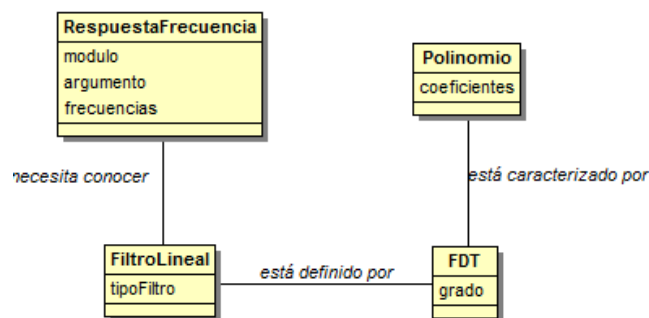 RespuestaFrecuencia
modulo
argumento
frecuencias
Polinomio
coeficientes
necesita conocer
está caracterizado por
FiltroLineal
tipoFiltro
está definido por
FDT
grado